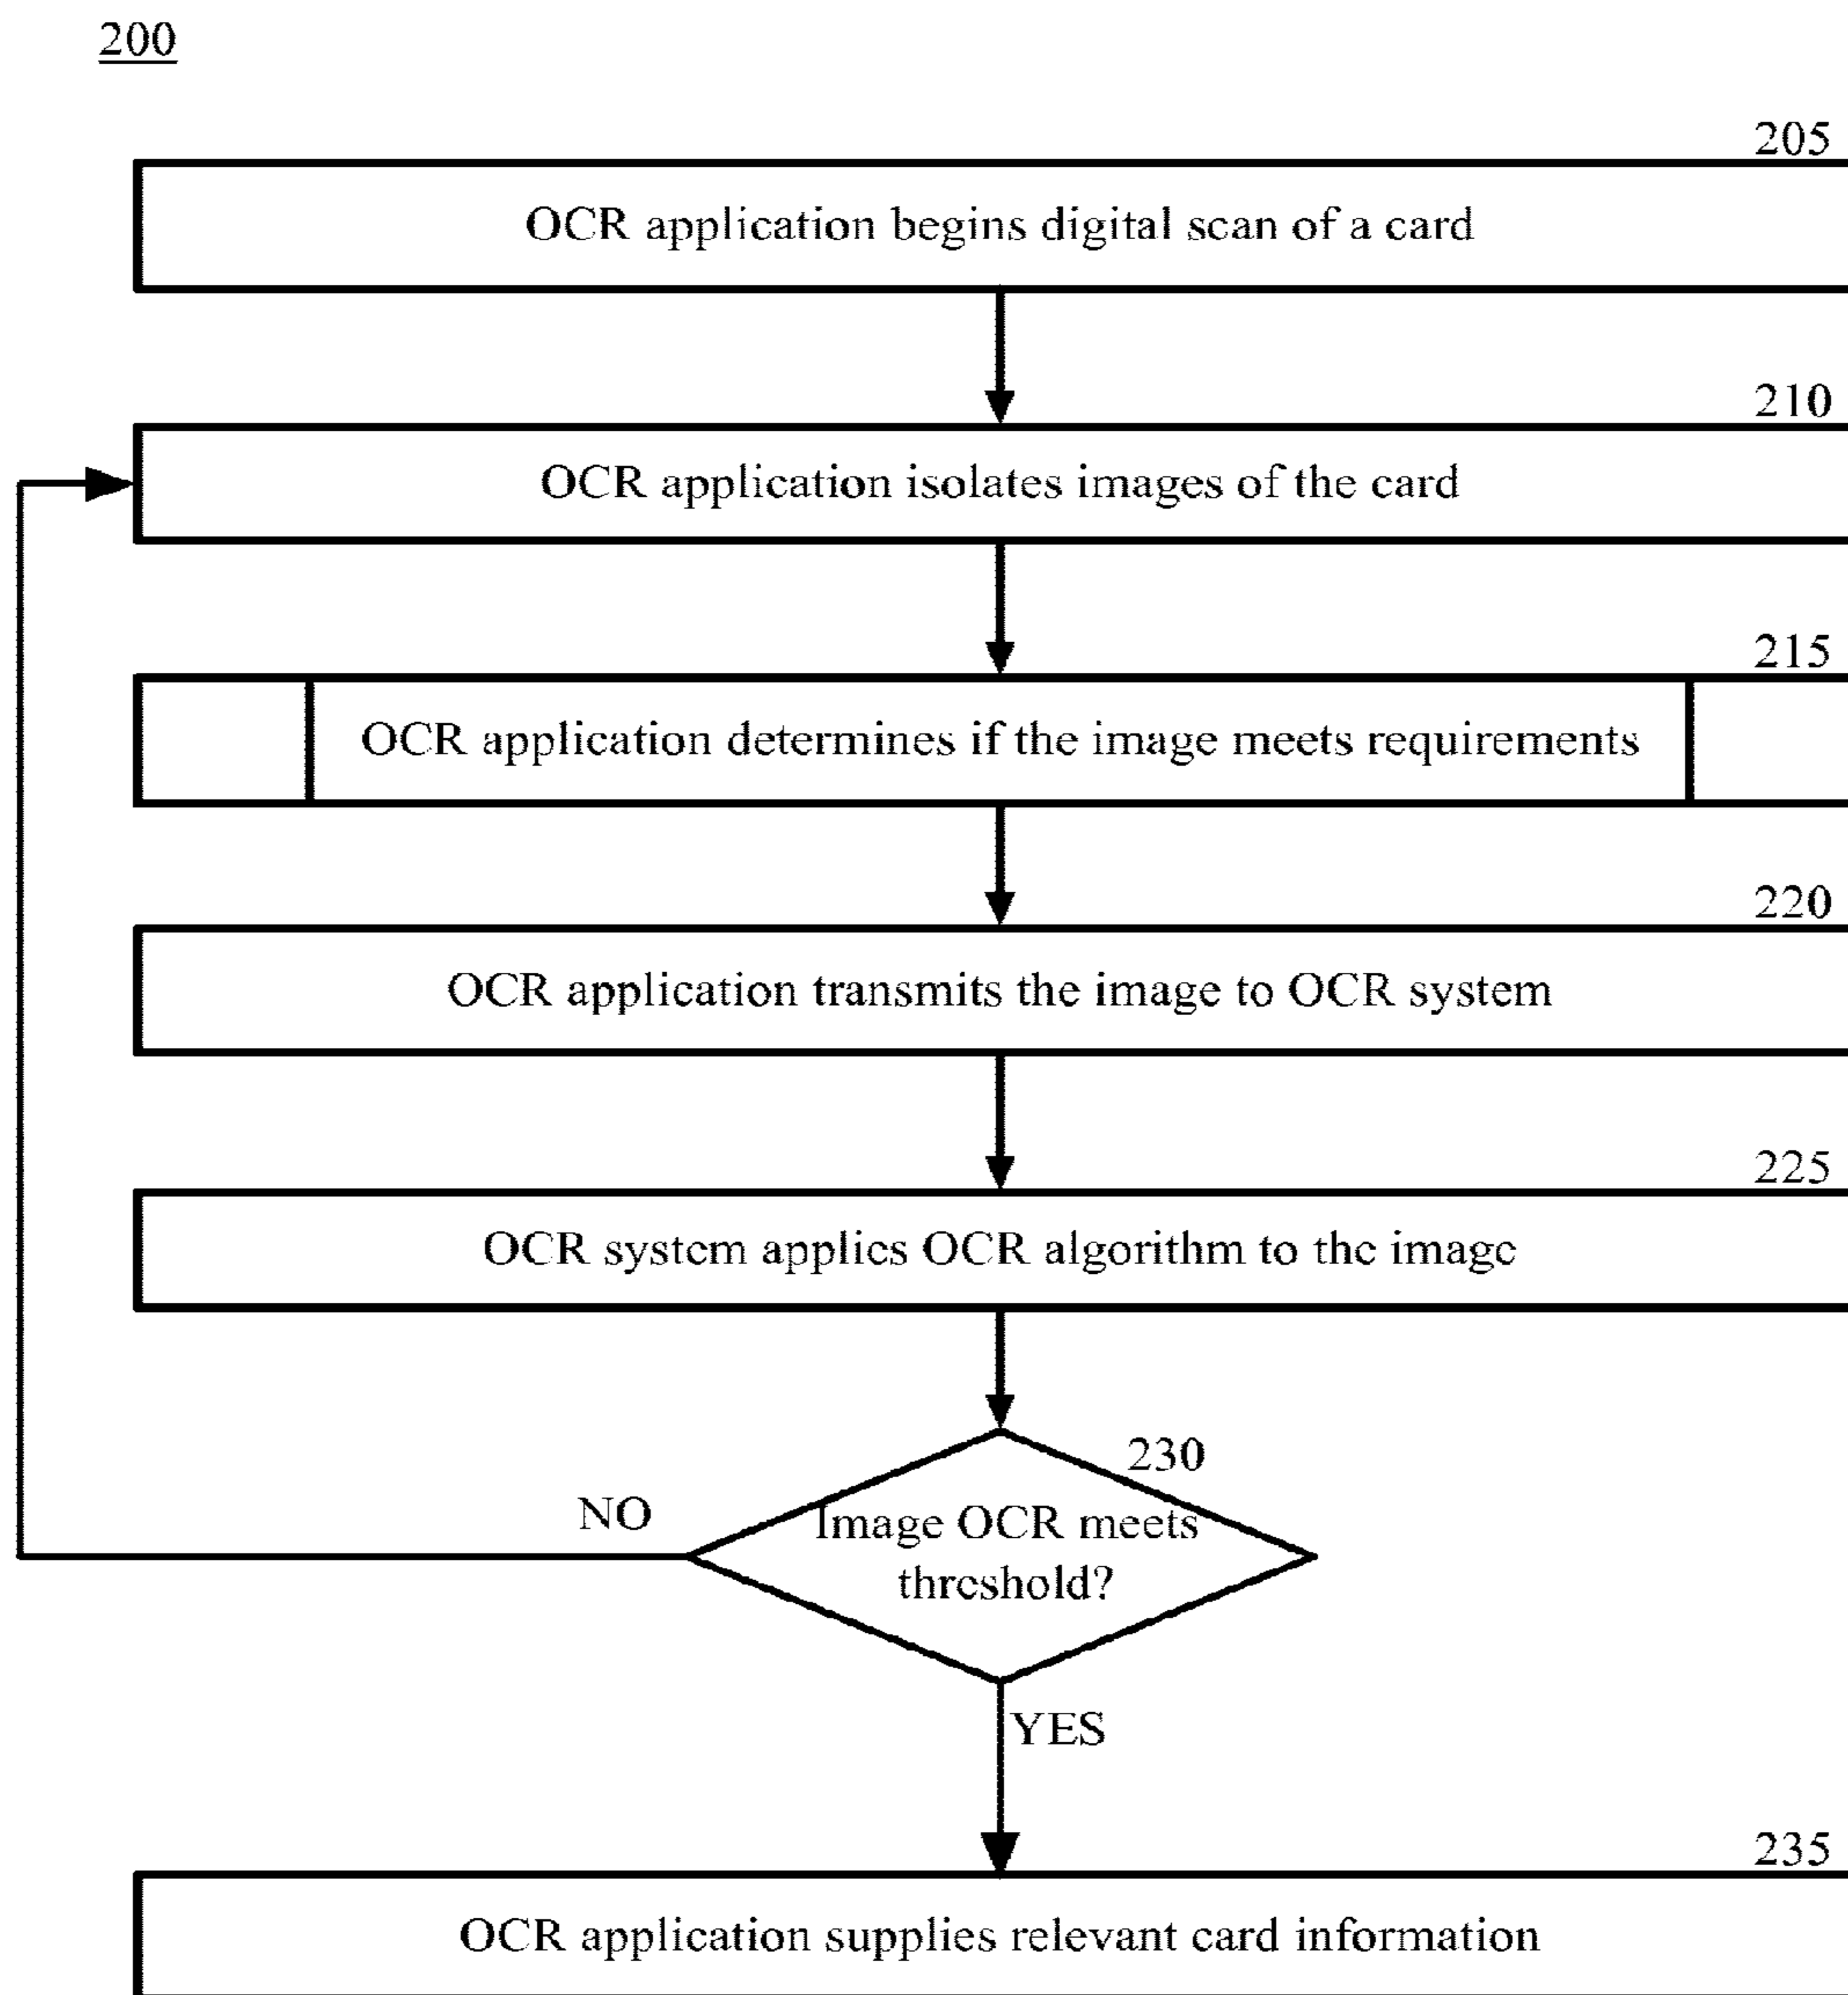 200
205
OCR application begins digital scan of a card
210
OCR application isolates images of the card
215
OCR application determines if the image meets requirements
220
OCR application transmits the image to OCR system
225
OCR system applies OCR algorithm to the image
230
Image OCR meets
threshold?
NO
YES
235
OCR application supplies relevant card information